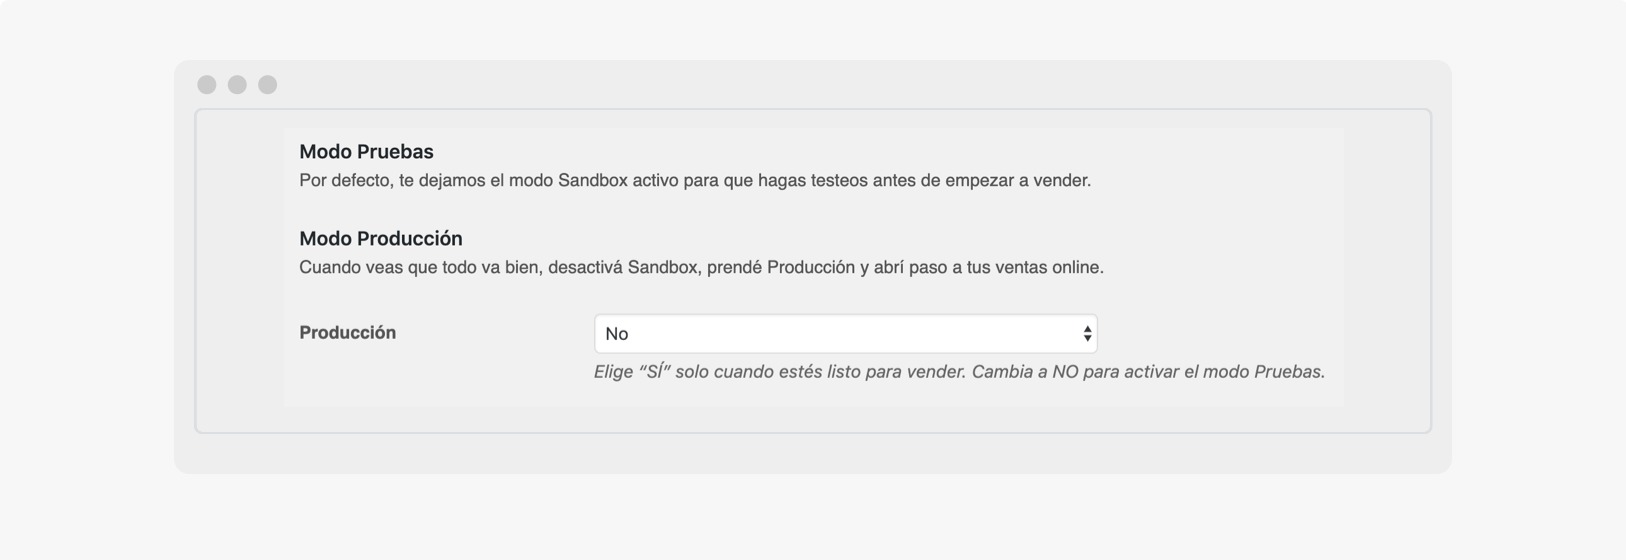 Modo Pruebas
Por defecto, te dejamos el modo Sandbox activo para que hagas testeos antes de empezar a vender.
Modo Producción
Cuando veas que todo va bien, desactivá Sandbox, prendé Producción y abrí paso a tus ventas online.
Producción
No
Elige “SÍ” solo cuando estés listo para vender. Cambia a NO para activar el modo Pruebas.